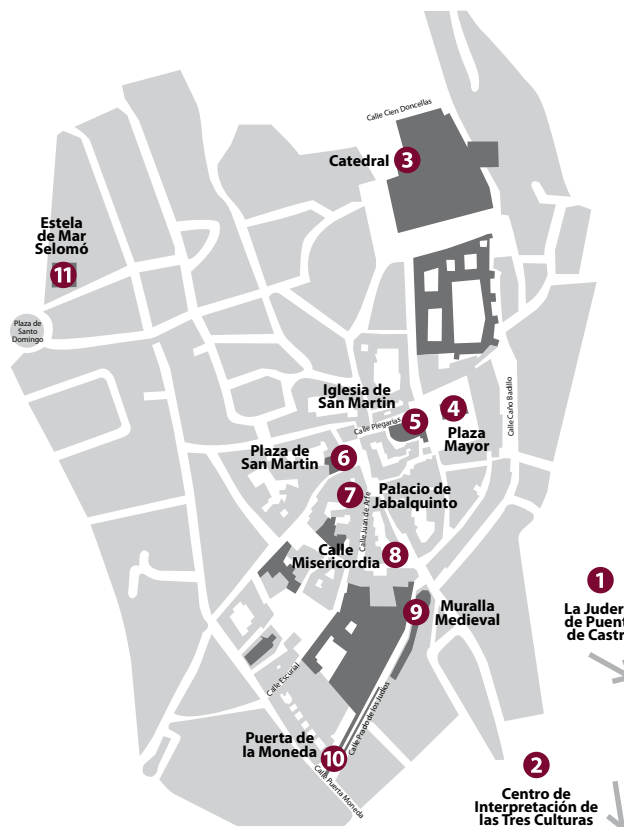 Calle Cien Doncellas
Catedral
3
Estela
de Mar
Selomó
11
Plaza de
Santo
Domingo
Iglesia de
San Martín
Calle Plegarias
5
4
Plaza
Mayor
Calle Caño Badillo
Plaza de
San Martín
6
7
Palacio de
Jabalquinto
Calle Juan de Arfe
Calle
Misericordia
8
9
Muralla
Medieval
1
La Juder
de Puent
de Castr
Calle Escurial
Calle Prado de los Judíos
Puerta de
la Moneda
10
Calle Puerta Moneda
2
Centro de
Interpretación de
las Tres Culturas